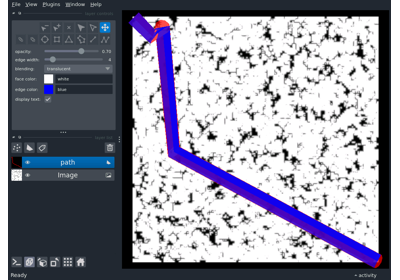 File View Plugins Window Help
opacity: 0.70
edge width: 4
blending: translucent
face color: white
edge color: blue
display text:
path
Image
Ready
activity